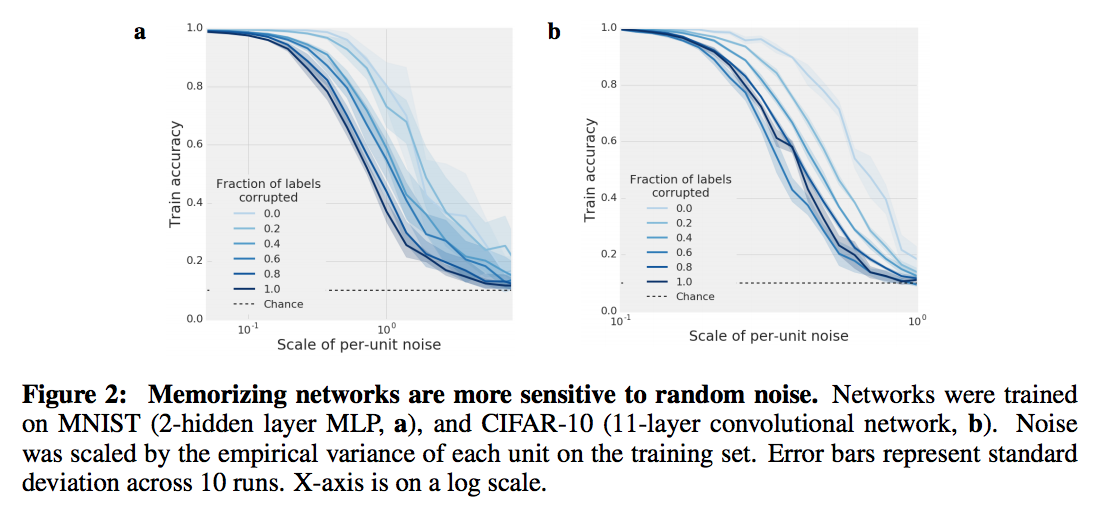 a
1.0
0.8
0.6
0.4
0.2
0.0
Train accuracy
Fraction of labels
corrupted
0.0
0.2
0.4
0.6
0.8
1.0
Chance
10⁻¹
10⁰
Scale of per-unit noise
b
1.0
0.8
0.6
0.4
0.2
0.0
Train accuracy
Fraction of labels
corrupted
0.0
0.2
0.4
0.6
0.8
1.0
Chance
10⁻¹
10⁰
Scale of per-unit noise
Figure 2: Memorizing networks are more sensitive to random noise. Networks were trained
on MNIST (2-hidden layer MLP, a), and CIFAR-10 (11-layer convolutional network, b). Noise
was scaled by the empirical variance of each unit on the training set. Error bars represent standard
deviation across 10 runs. X-axis is on a log scale.